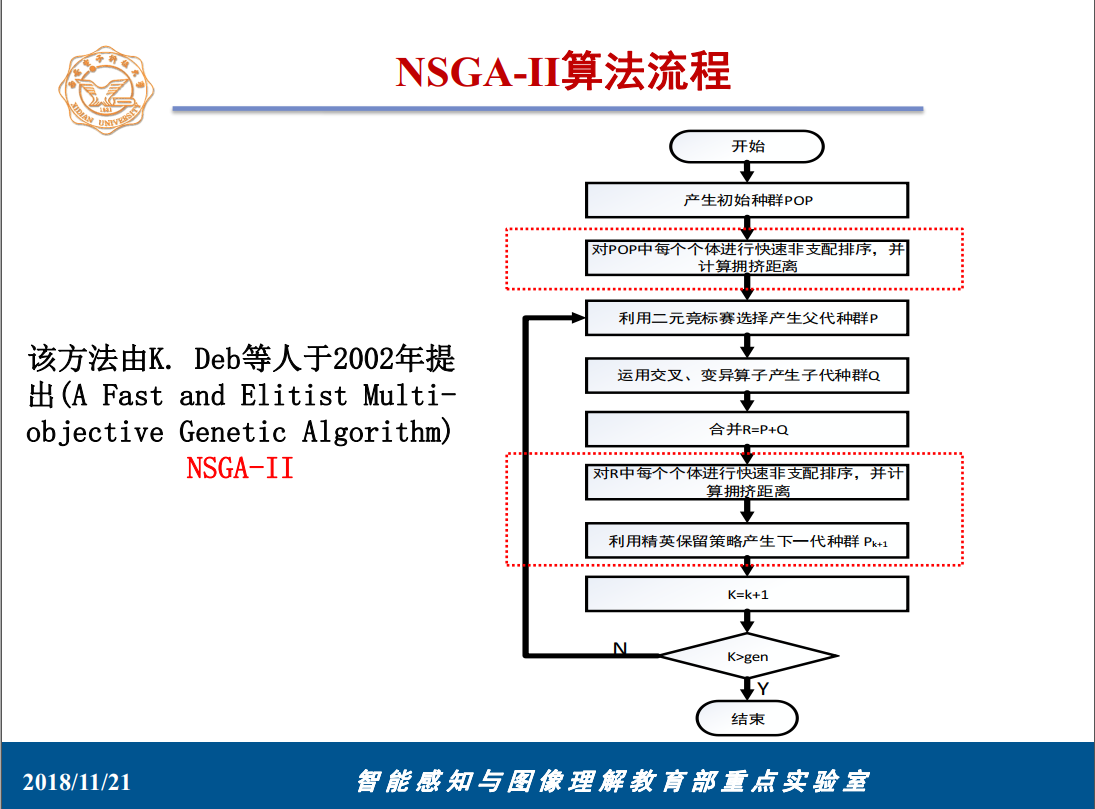 NSGA-II算法流程
XIDIAN UNIVERSITY
1931
该方法由K. Deb等人于2002年提
出(A Fast and Elitist Multi-
objective Genetic Algorithm)
NSGA-II
开始
产生初始种群POP
对POP中每个个体进行快速非支配排序，并
计算拥挤距离
利用二元竞标赛选择产生父代种群P
运用交叉、变异算子产生子代种群Q
合并R=P+Q
对R中每个个体进行快速非支配排序，并计
算拥挤距离
利用精英保留策略产生下一代种群 Pk+1
K=k+1
K>gen
N
Y
结束
2018/11/21
智能感知与图像理解教育部重点实验室